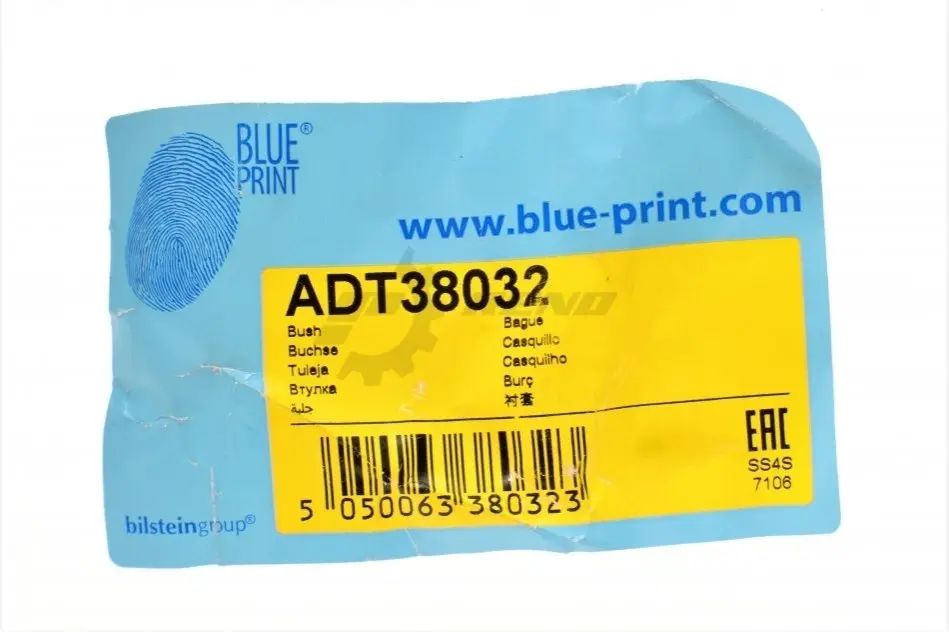 BLUE®
PRINT
www.blue-print.com
ADT38032
Bush
Buchse
Tuleja
Втулка
جلبة
Bague
Casquillo
Casquilho
Burç
衬套
EAC
SS4S
7106
5 050063 380323
bilsteingroup®